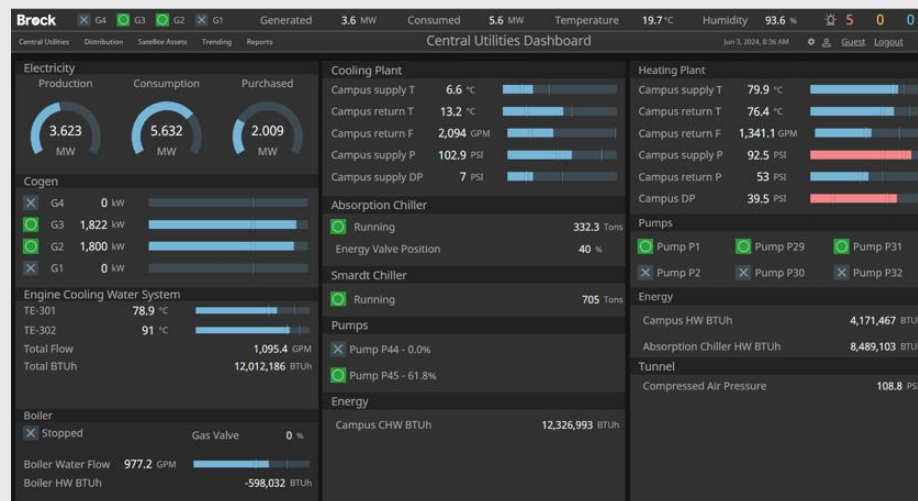 Brock G4 G3 G2 G1 Generated 3.6 MW Consumed 5.6 MW Temperature 19.7 °C Humidity 93.6 % 5 0 0
Central Utilities Distribution Satellite Assets Trending Reports Central Utilities Dashboard Jun 3, 2024, 8:36 AM Guest Logout
Electricity
Production Consumption Purchased
3.623 5.632 2.009
MW MW MW
Cogen
G4 0 kW
G3 1,822 kW
G2 1,800 kW
G1 0 kW
Engine Cooling Water System
TE-301 78.9 °C
TE-302 91 °C
Total Flow 1,095.4 GPM
Total BTUh 12,012,186 BTUh
Boiler
Stopped Gas Valve 0 %
Boiler Water Flow 977.2 GPM
Boiler HW BTUh -598,032 BTUh
Cooling Plant
Campus supply T 6.6 °C
Campus return T 13.2 °C
Campus return F 2,094 GPM
Campus supply P 102.9 PSI
Campus supply DP 7 PSI
Absorption Chiller
Running 332.3 Tons
Energy Valve Position 40 %
Smardt Chiller
Running 705 Tons
Pumps
Pump P44 - 0.0%
Pump P45 - 61.8%
Energy
Campus CHW BTUh 12,326,993 BTUh
Heating Plant
Campus supply T 79.9 °C
Campus return T 76.4 °C
Campus return F 1,341.1 GPM
Campus supply P 92.5 PSI
Campus return P 53 PSI
Campus DP 39.5 PSI
Pumps
Pump P1 Pump P29 Pump P31
Pump P2 Pump P30 Pump P32
Energy
Campus HW BTUh 4,171,467 BTU
Absorption Chiller HW BTUh 8,489,103 BTU
Tunnel
Compressed Air Pressure 108.8 PS